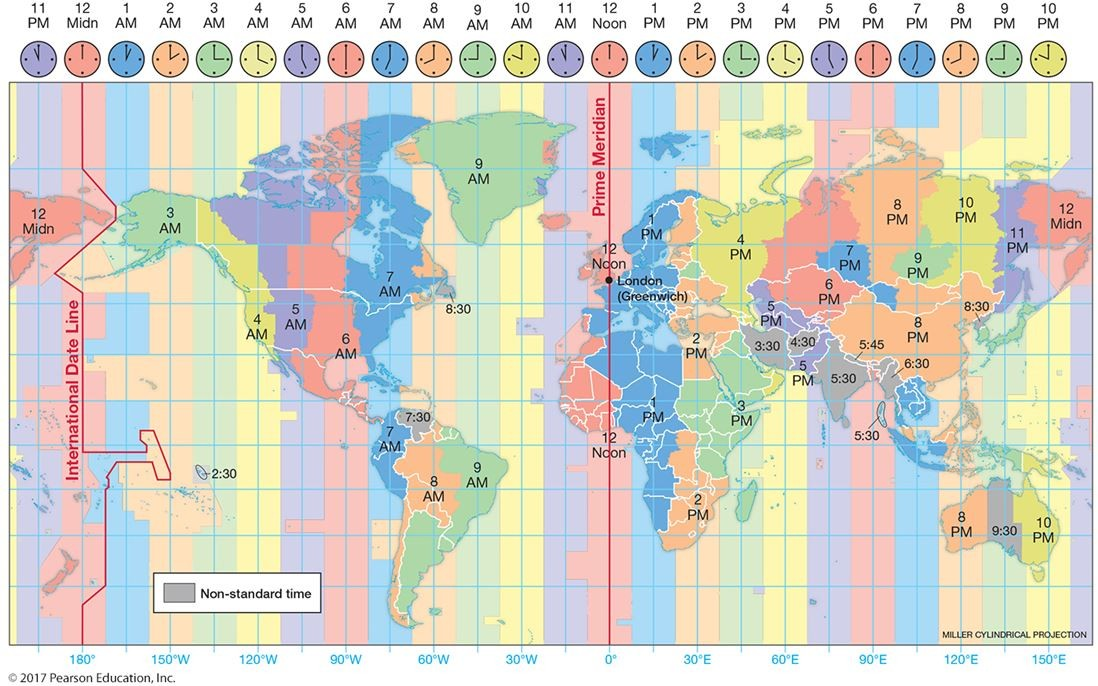 11 PM
12 Midn
1 AM
2 AM
3 AM
4 AM
5 AM
6 AM
7 AM
8 AM
9 AM
10 AM
11 AM
12 Noon
1 PM
2 PM
3 PM
4 PM
5 PM
6 PM
7 PM
8 PM
9 PM
10 PM
Prime Meridian
International Date Line
12
Midn
3
AM
4
AM
5
AM
6
AM
7
AM
8:30
9
AM
7:30
7
AM
8
AM
9
AM
2:30
12
Noon
London
(Greenwich)
1
PM
2
PM
1
PM
12
Noon
3
PM
2
PM
4
PM
5
PM
3:30
4:30
5
PM
6
PM
7
PM
8
PM
9
PM
10
PM
11
PM
12
Midn
8:30
8
PM
5:45
6:30
5:30
5:30
8
PM
9:30
10
PM
Non-standard time
MILLER CYLINDRICAL PROJECTION
180°
150°W
120°W
90°W
60°W
30°W
0°
30°E
60°E
90°E
120°E
150°E
© 2017 Pearson Education, Inc.